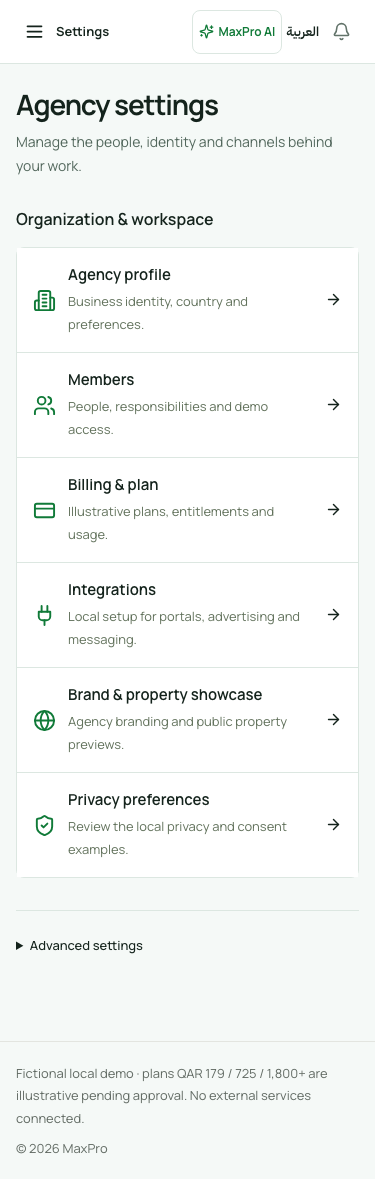 Settings
MaxPro AI
العربية
Agency settings
Manage the people, identity and channels behind
your work.
Organization & workspace
Agency profile
Business identity, country and
preferences.
Members
People, responsibilities and demo
access.
Billing & plan
Illustrative plans, entitlements and
usage.
Integrations
Local setup for portals, advertising and
messaging.
Brand & property showcase
Agency branding and public property
previews.
Privacy preferences
Review the local privacy and consent
examples.
Advanced settings
Fictional local demo · plans QAR 179 / 725 / 1,800+ are
illustrative pending approval. No external services
connected.
© 2026 MaxPro